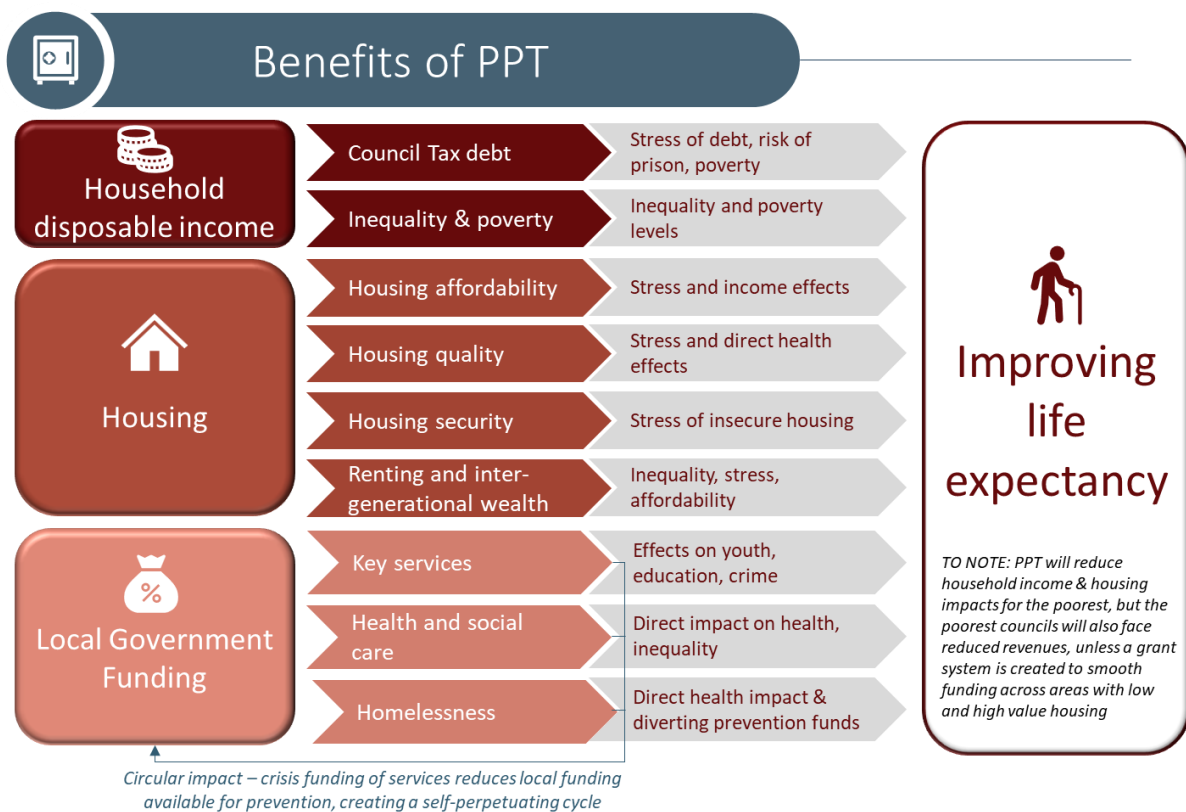 Benefits of PPT
Household
disposable income
Council Tax debt
Stress of debt, risk of
prison, poverty
Inequality & poverty
Inequality and poverty
levels
Housing
Housing affordability
Stress and income effects
Housing quality
Stress and direct health
effects
Housing security
Stress of insecure housing
Renting and inter-
generational wealth
Inequality, stress,
affordability
%
Local Government
Funding
Key services
Effects on youth,
education, crime
Health and social
care
Direct impact on health,
inequality
Homelessness
Direct health impact &
diverting prevention funds
Circular impact – crisis funding of services reduces local funding
available for prevention, creating a self-perpetuating cycle
Improving
life
expectancy
TO NOTE: PPT will reduce
household income & housing
impacts for the poorest, but the
poorest councils will also face
reduced revenues, unless a grant
system is created to smooth
funding across areas with low
and high value housing